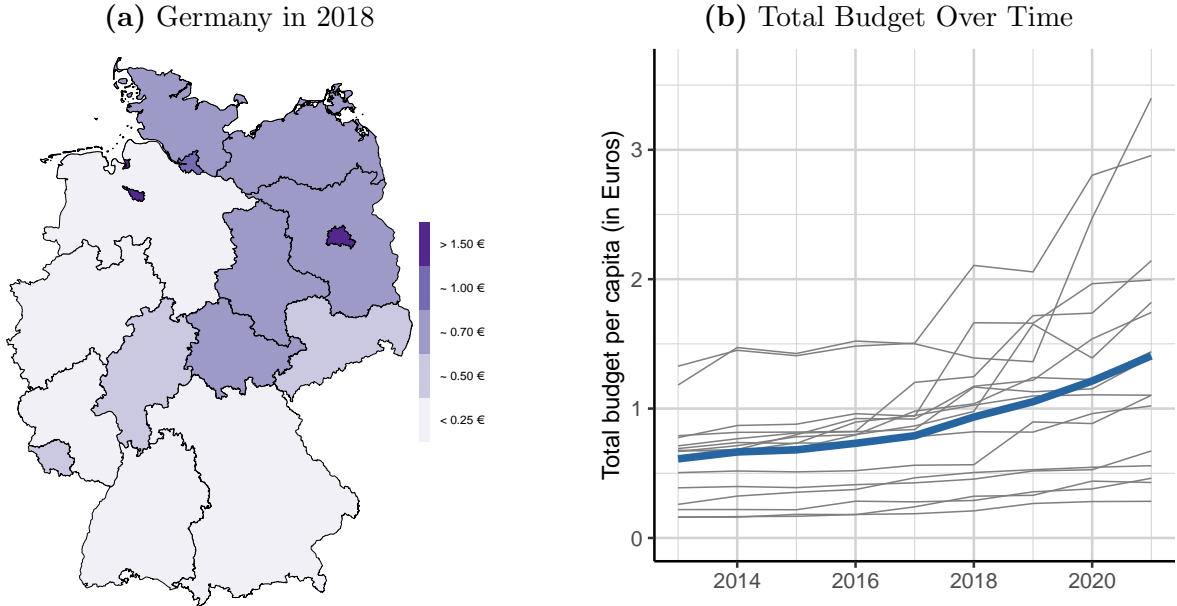 (a) Germany in 2018
> 1.50 €
~ 1.00 €
~ 0.70 €
~ 0.50 €
< 0.25 €
(b) Total Budget Over Time
Total budget per capita (in Euros)
3
2
1
0
2014
2016
2018
2020